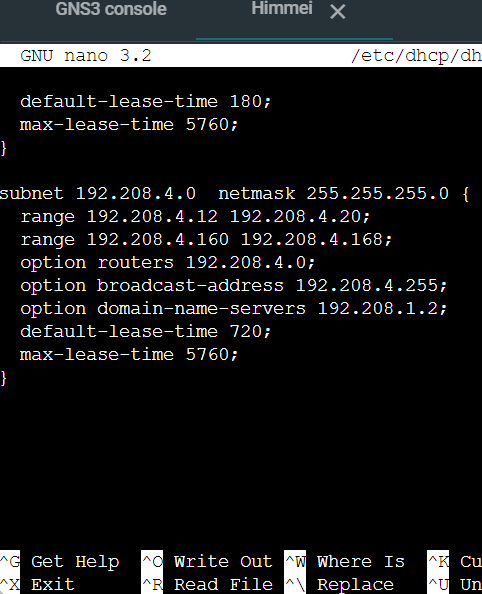 GNS3 console Himmei ×
GNU nano 3.2 /etc/dhcp/dh
default-lease-time 180;
max-lease-time 5760;
}
subnet 192.208.4.0  netmask 255.255.255.0 {
range 192.208.4.12 192.208.4.20;
range 192.208.4.160 192.208.4.168;
option routers 192.208.4.0;
option broadcast-address 192.208.4.255;
option domain-name-servers 192.208.1.2;
default-lease-time 720;
max-lease-time 5760;
}
^G Get Help ^O Write Out ^W Where Is ^K Cu
^X Exit ^R Read File ^\ Replace ^U Un